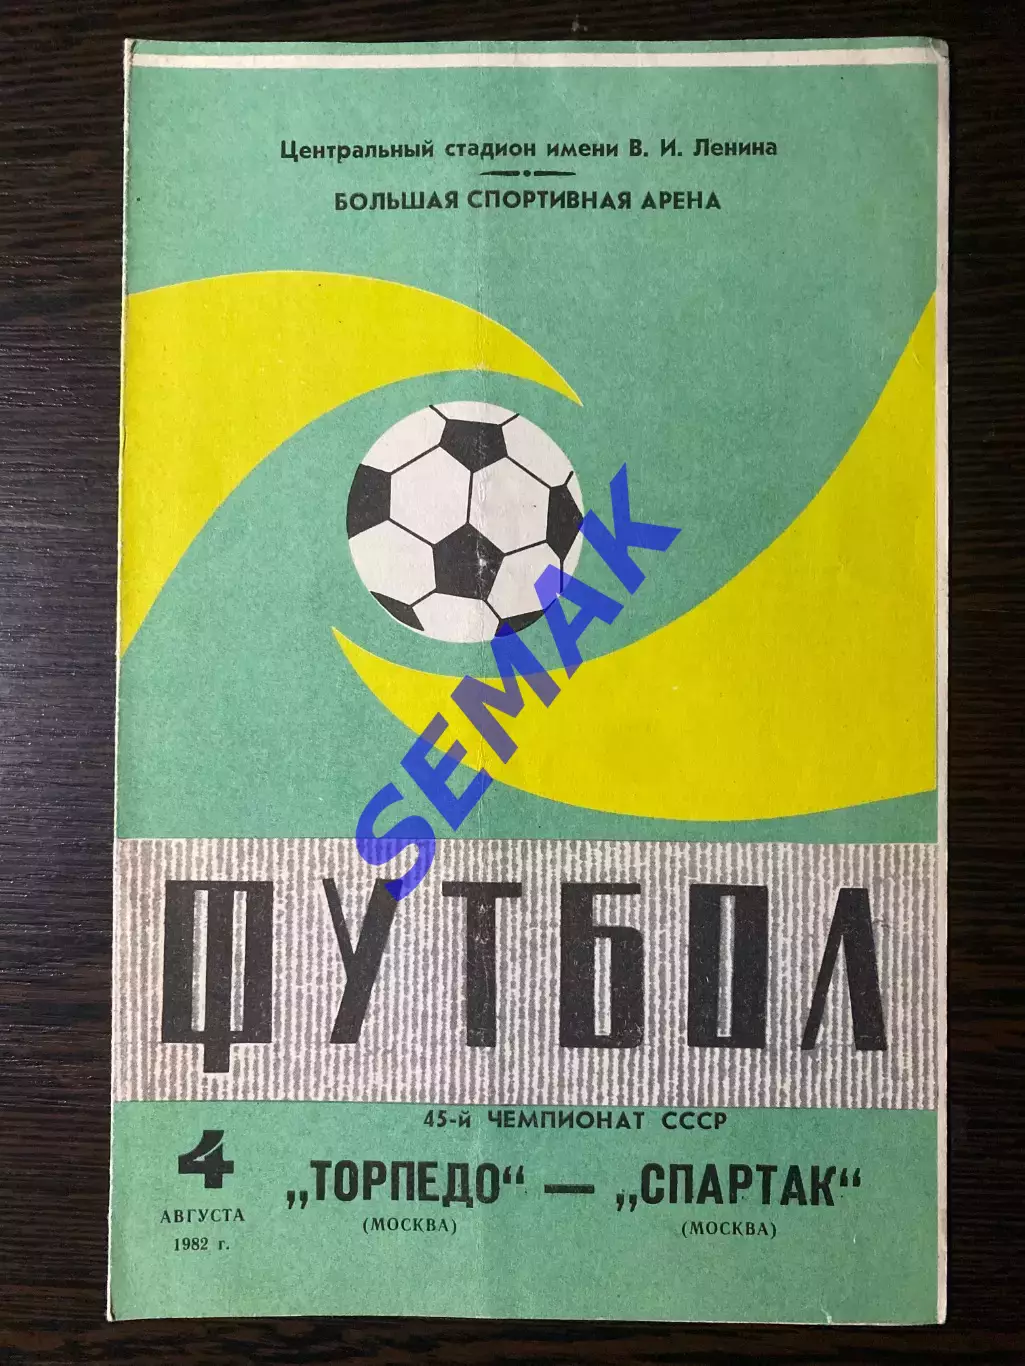 Центральный стадион имени В. И. Ленина
БОЛЬШАЯ СПОРТИВНАЯ АРЕНА
SEMAK
ФУТБОЛ
45-й ЧЕМПИОНАТ СССР
4
АВГУСТА
1982 г.
„ТОРПЕДО“ — „СПАРТАК“
(МОСКВА) (МОСКВА)